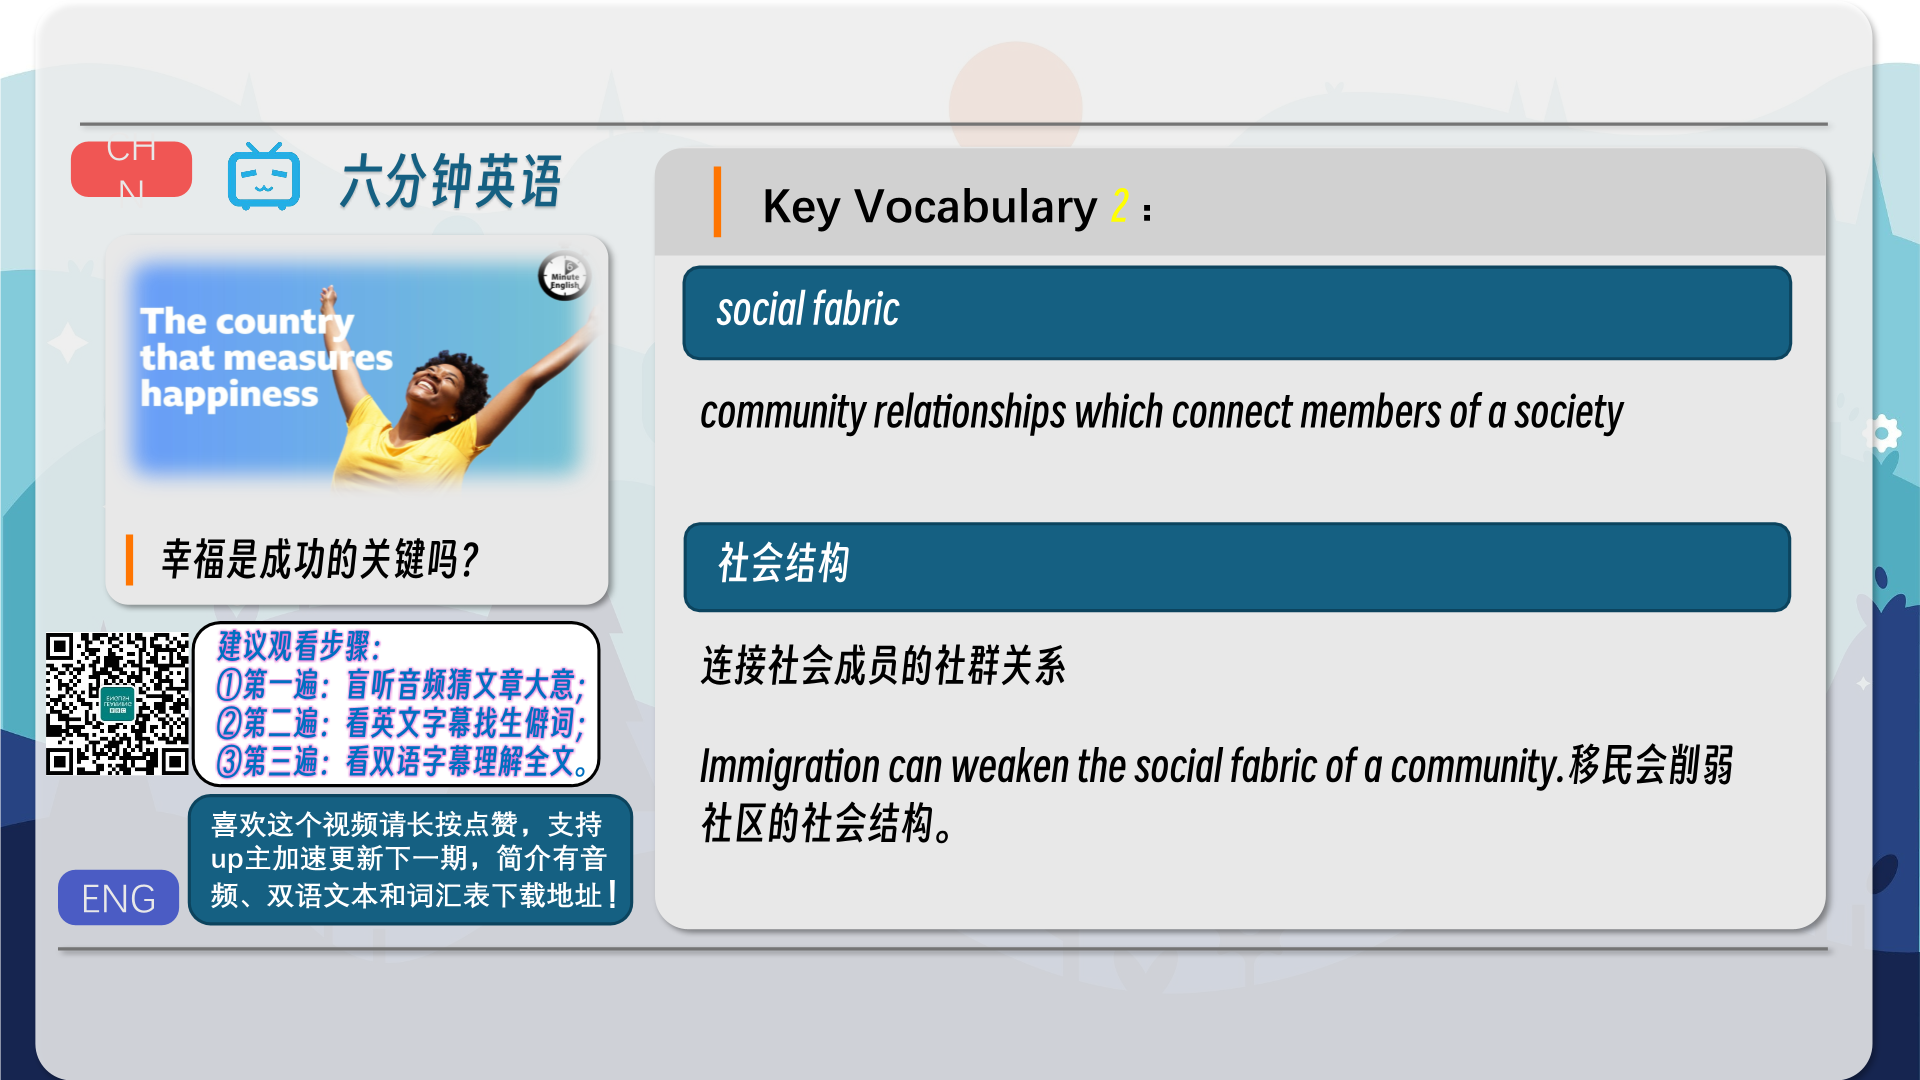 CHN
六分钟英语
The country
that measures
happiness
6
Minute
English
幸福是成功的关键吗?
建议观看步骤:
①第一遍: 盲听音频猜文章大意;
②第二遍: 看英文字幕找生僻词;
③第三遍: 看双语字幕理解全文。
喜欢这个视频请长按点赞，支持
up主加速更新下一期，简介有音
频、双语文本和词汇表下载地址！
ENG
Key Vocabulary 2：
social fabric
community relationships which connect members of a society
社会结构
连接社会成员的社群关系
Immigration can weaken the social fabric of a community.移民会削弱
社区的社会结构。